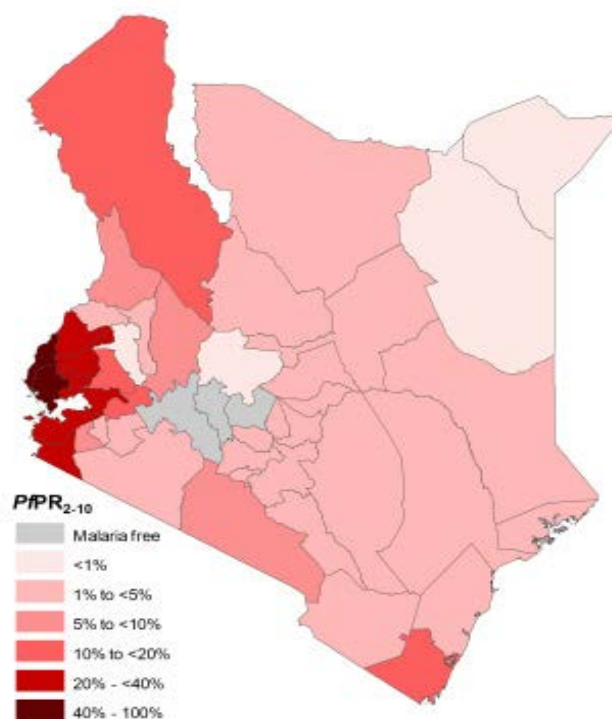 PfPR2-10
Malaria free
<1%
1% to <5%
5% to <10%
10% to <20%
20% - <40%
40% - 100%